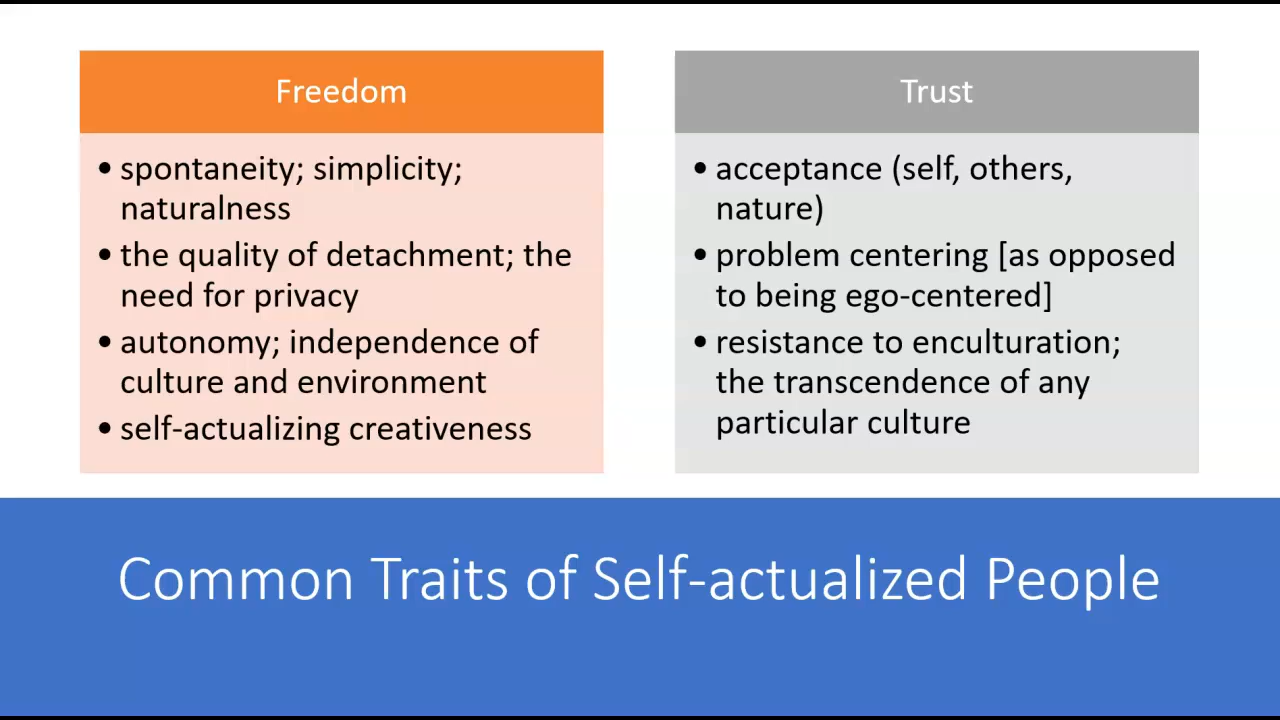 Freedom
• spontaneity; simplicity;
naturalness
• the quality of detachment; the
need for privacy
• autonomy; independence of
culture and environment
• self-actualizing creativeness
Trust
• acceptance (self, others,
nature)
• problem centering [as opposed
to being ego-centered]
• resistance to enculturation;
the transcendence of any
particular culture
Common Traits of Self-actualized People